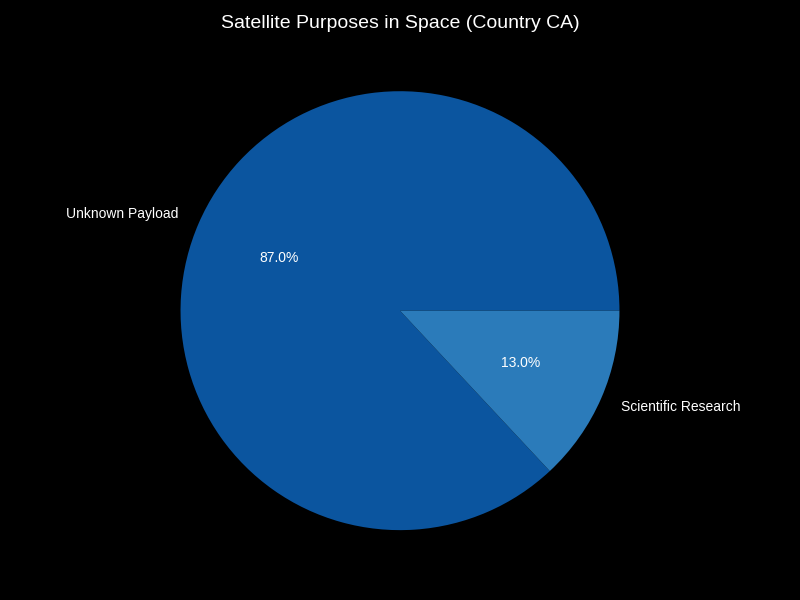 Satellite Purposes in Space (Country CA)
Unknown Payload
87.0%
13.0%
Scientific Research